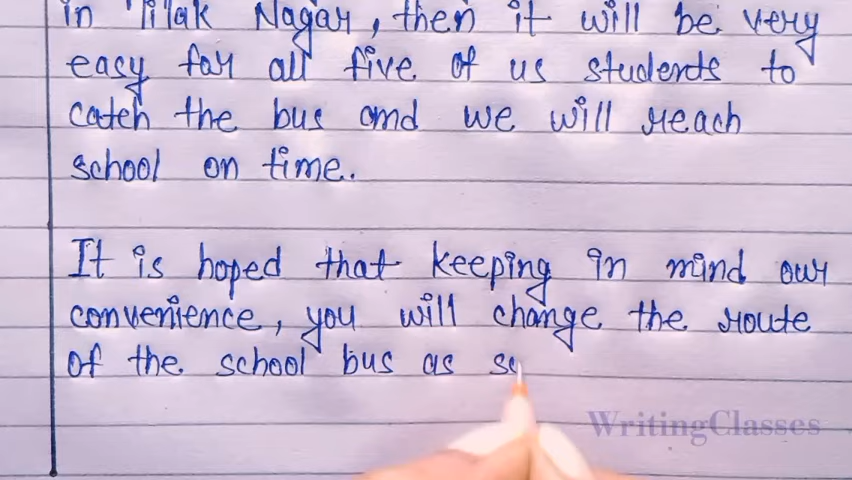 in Tilak Nagar, then it will be very
easy for all five of us students to
catch the bus and we will reach
school on time.
It is hoped that keeping in mind our
convenience, you will change the route
of the school bus as so
WritingClasses